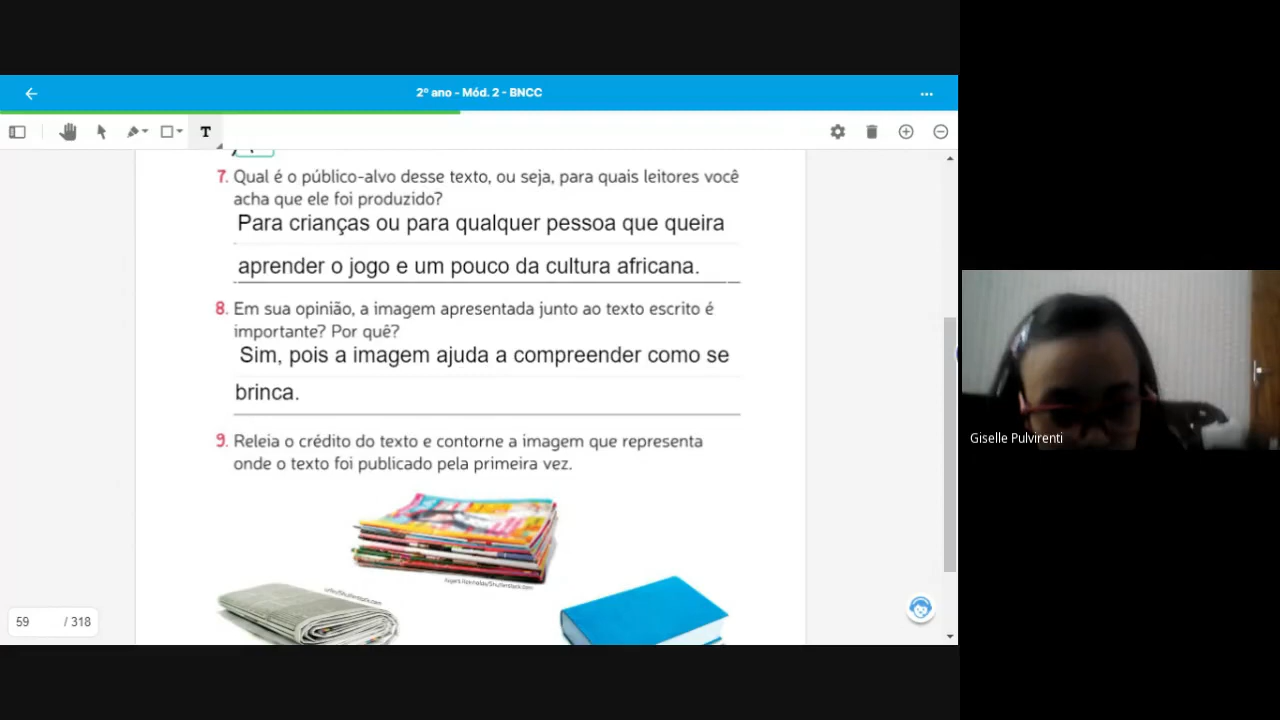 2º ano - Mód. 2 - BNCC
T
7. Qual é o público-alvo desse texto, ou seja, para quais leitores você
acha que ele foi produzido?
Para crianças ou para qualquer pessoa que queira
aprender o jogo e um pouco da cultura africana.
8. Em sua opinião, a imagem apresentada junto ao texto escrito é
importante? Por quê?
Sim, pois a imagem ajuda a compreender como se
brinca.
9. Releia o crédito do texto e contorne a imagem que representa
onde o texto foi publicado pela primeira vez.
59 / 318
Giselle Pulvirenti